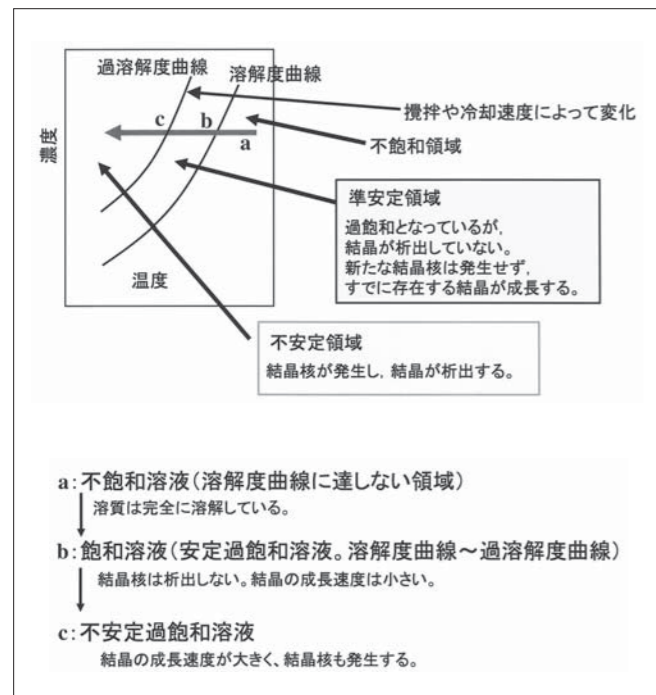 過溶解度曲線
溶解度曲線
攪拌や冷却速度によって変化
c
b
a
不飽和領域
濃度
準安定領域
過飽和となっているが,
結晶が析出していない。
新たな結晶核は発生せず,
すでに存在する結晶が成長する。
温度
不安定領域
結晶核が発生し, 結晶が析出する。
a:不飽和溶液(溶解度曲線に達しない領域)
溶質は完全に溶解している。
b:飽和溶液(安定過飽和溶液。溶解度曲線~過溶解度曲線)
結晶核は析出しない。結晶の成長速度は小さい。
c:不安定過飽和溶液
結晶の成長速度が大きく、結晶核も発生する。